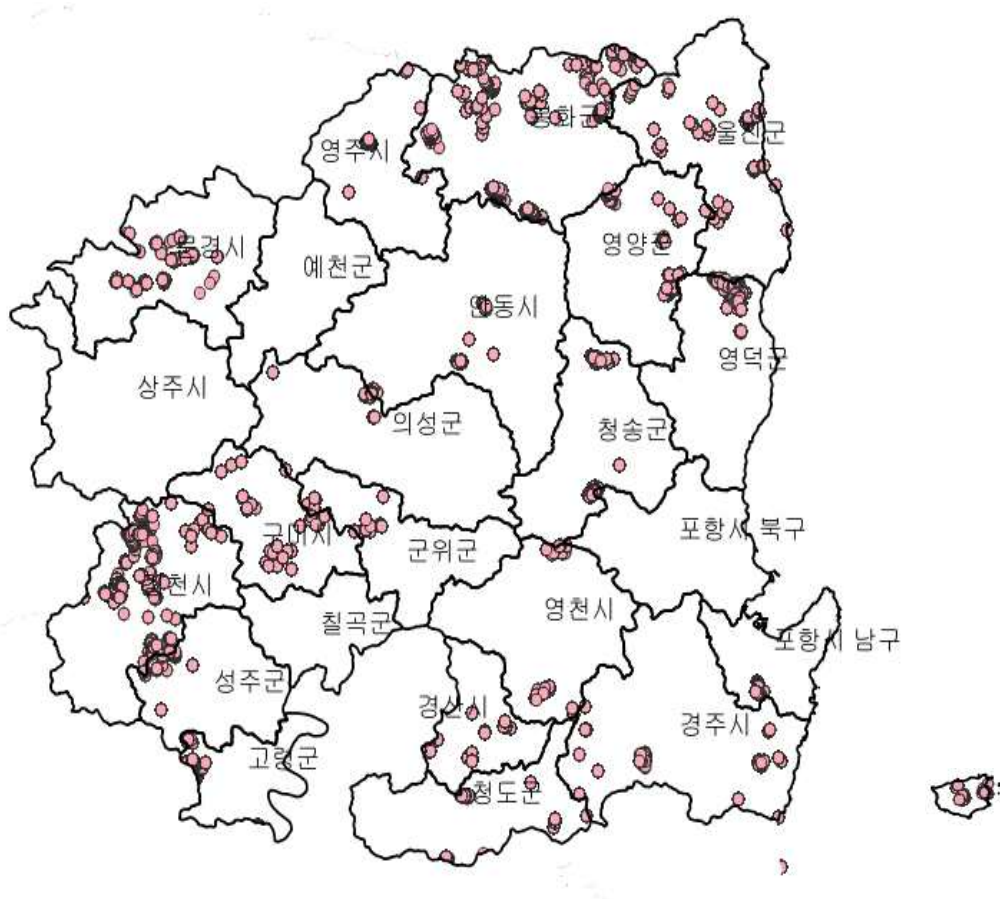 봉화군
울진군
영주시
문경시
영양군
예천군
안동시
영덕군
상주시
의성군
청송군
구미시
포항시 북구
군위군
김천시
영천시
칠곡군
포항시 남구
성주군
경산시
경주시
고령군
청도군